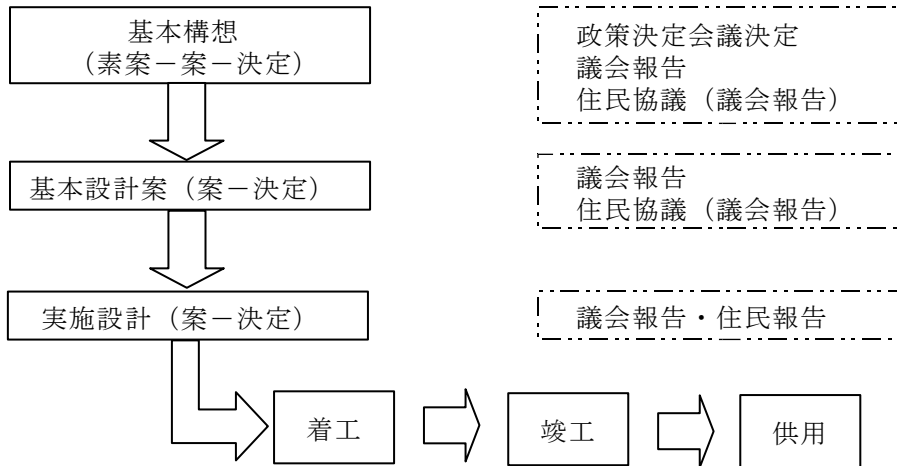 基本構想
（素案－案－決定）
政策決定会議決定
議会報告
住民協議（議会報告）
基本設計案（案－決定）
議会報告
住民協議（議会報告）
実施設計（案－決定）
議会報告・住民報告
着工
竣工
供用